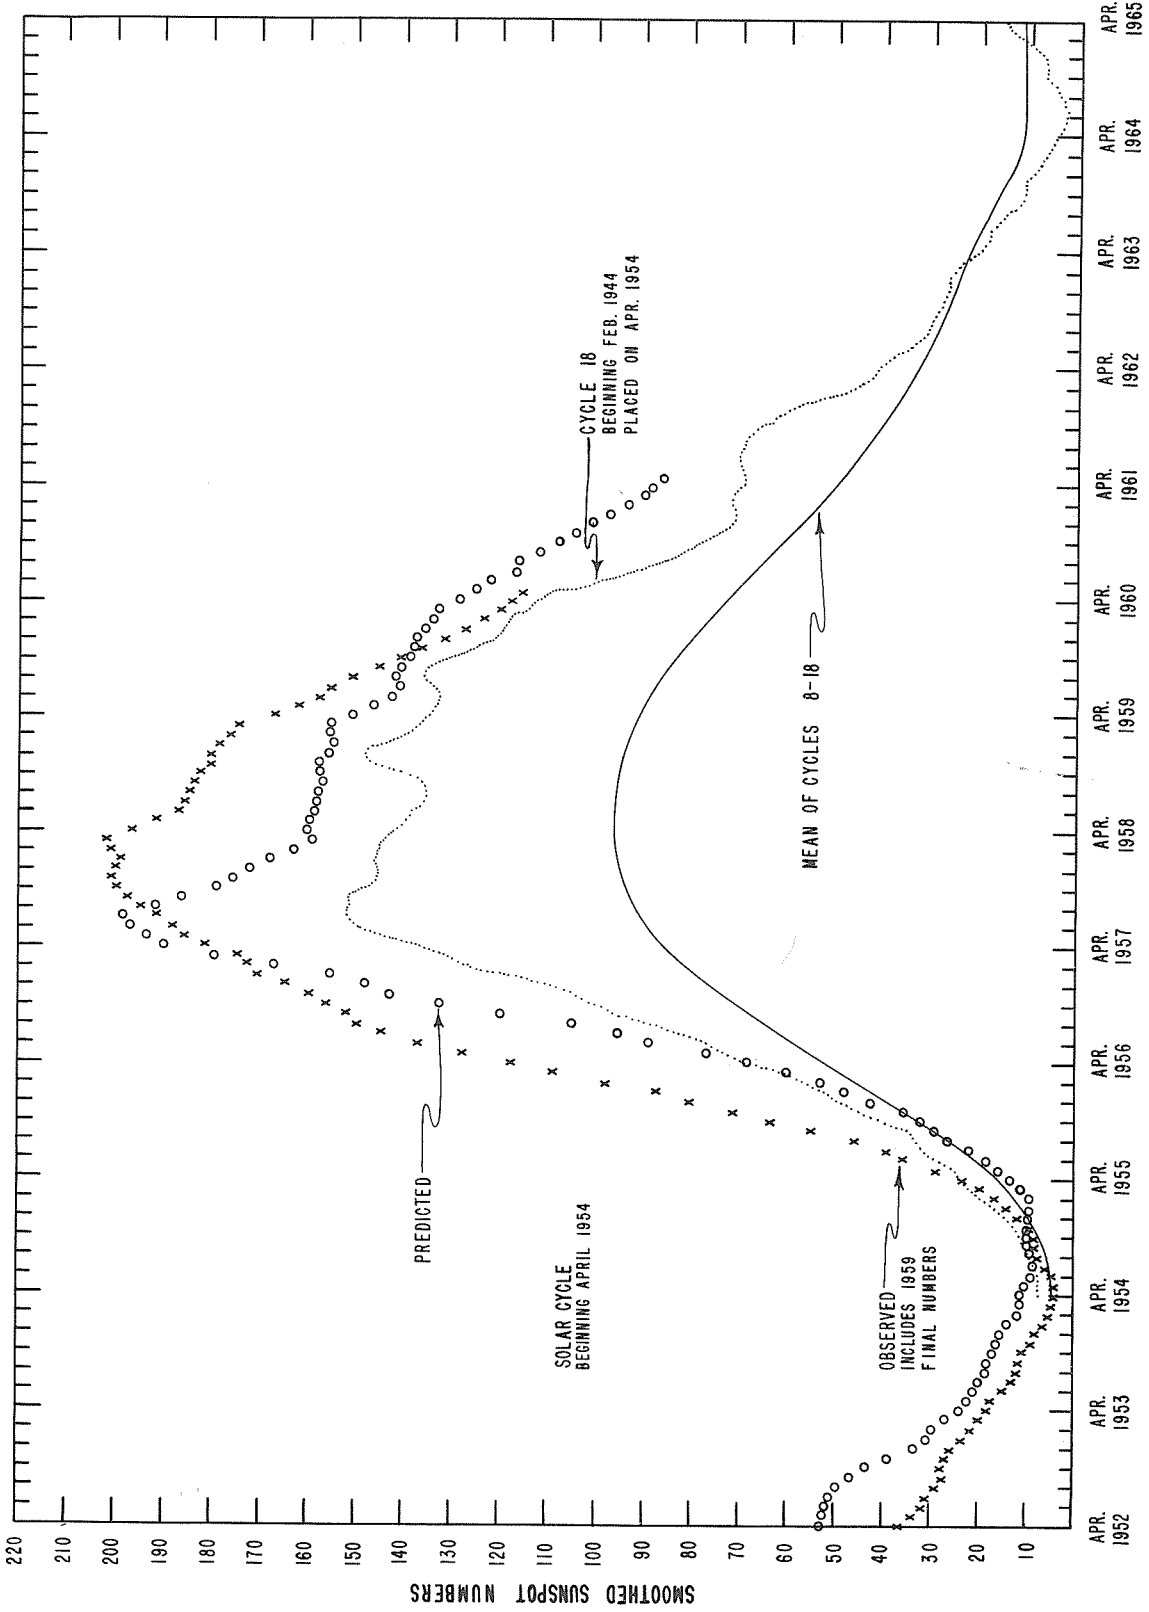 SMOOTHED SUNSPOT NUMBERS
220
210
200
190
180
170
160
150
140
130
120
110
100
90
80
70
60
50
40
30
20
10
PREDICTED
SOLAR CYCLE
BEGINNING APRIL 1954
OBSERVED
INCLUDES 1959
FINAL NUMBERS
MEAN OF CYCLES 8-18
CYCLE 18
BEGINNING FEB. 1944
PLACED ON APR. 1954
APR.
1952
APR.
1953
APR.
1954
APR.
1955
APR.
1956
APR.
1957
APR.
1958
APR.
1959
APR.
1960
APR.
1961
APR.
1962
APR.
1963
APR.
1964
APR.
1965